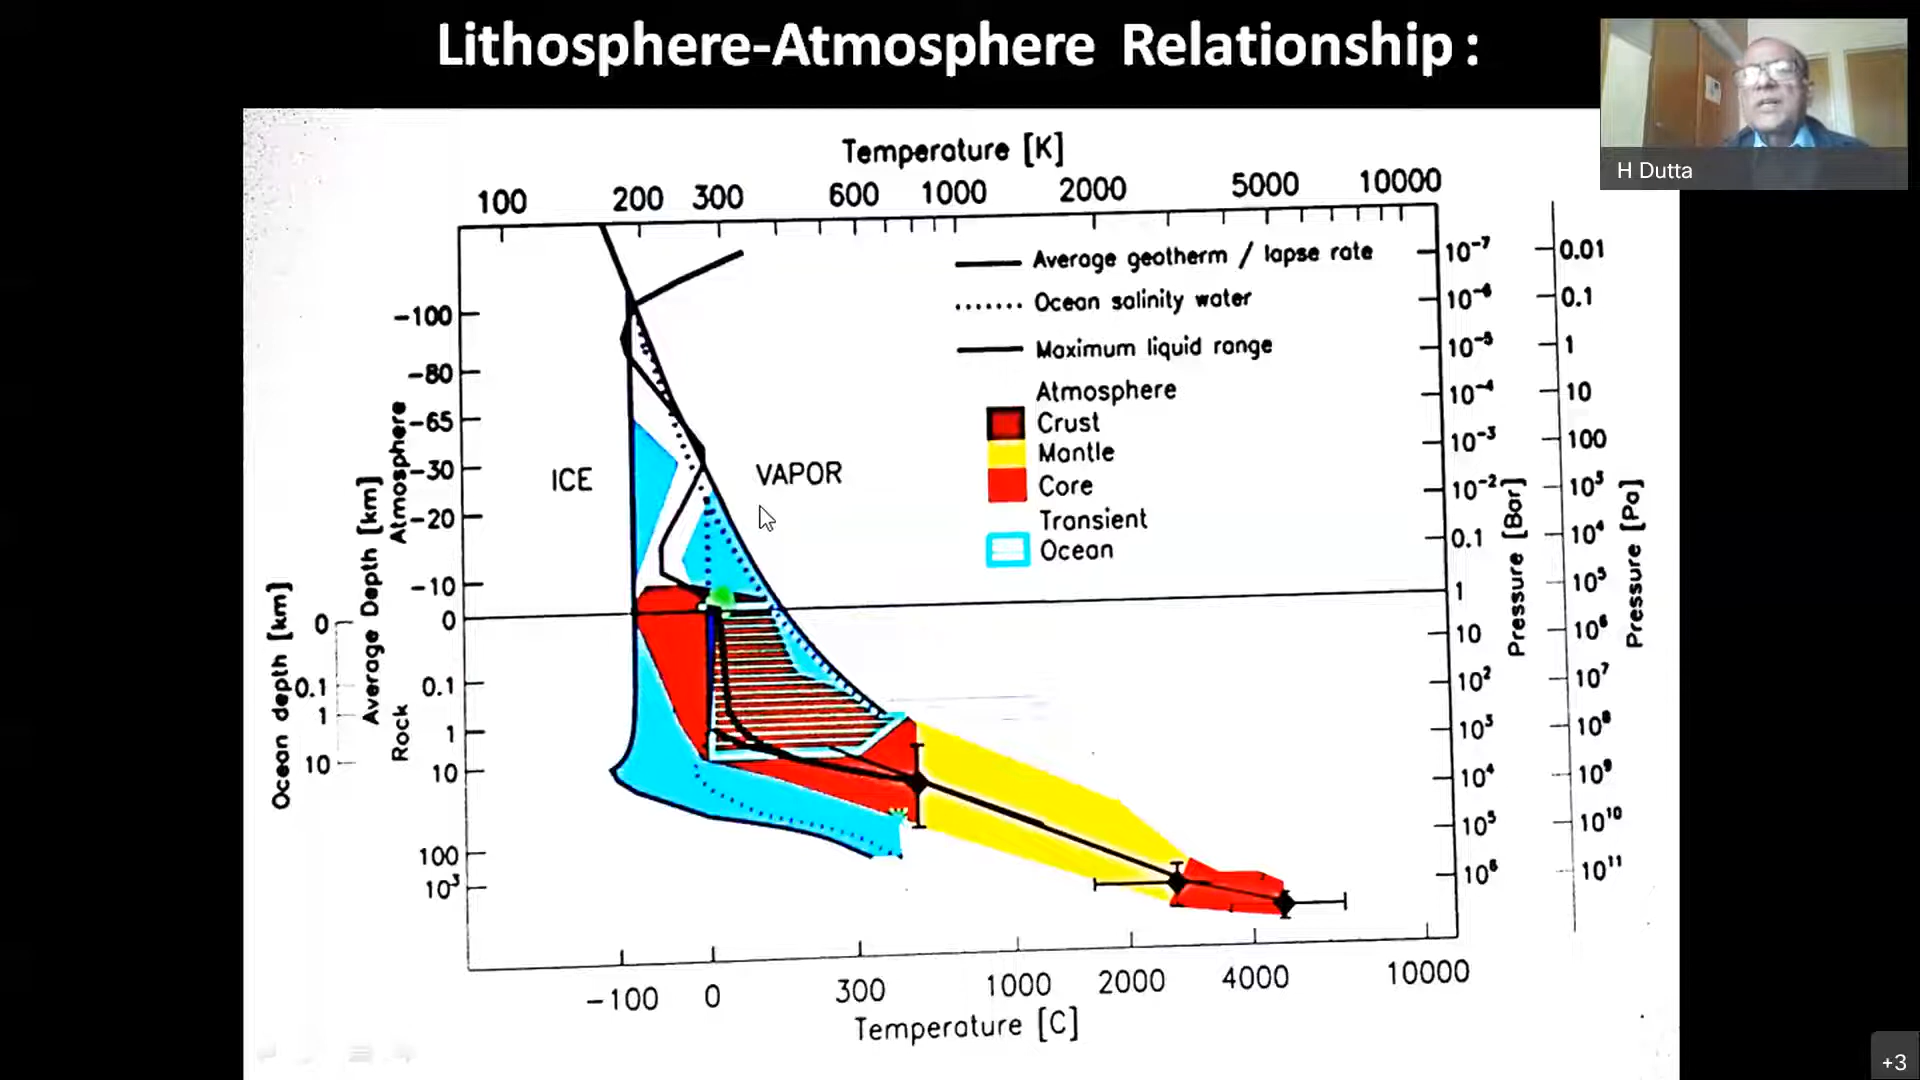 Lithosphere-Atmosphere Relationship:
H Dutta
Temperature [K]
100 200 300 600 1000 2000 5000 10000
Average geotherm / lapse rate
Ocean salinity water
Maximum liquid range
Atmosphere
Crust
Mantle
Core
Transient
Ocean
ICE
VAPOR
Ocean depth [km]
0
0.1
1
10
Average Depth [km]
Atmosphere
Rock
-100
-80
-65
-30
-20
-10
0
0.1
1
10
100
10³
10⁻⁷
10⁻⁶
10⁻⁵
10⁻⁴
10⁻³
10⁻²
0.1
1
10
10²
10³
10⁴
10⁵
10⁶
Pressure [Bar]
0.01
0.1
1
10
100
10⁵
10⁴
10⁵
10⁶
10⁷
10⁸
10⁹
10¹⁰
10¹¹
Pressure [Pa]
-100 0 300 1000 2000 4000 10000
Temperature [C]
+3